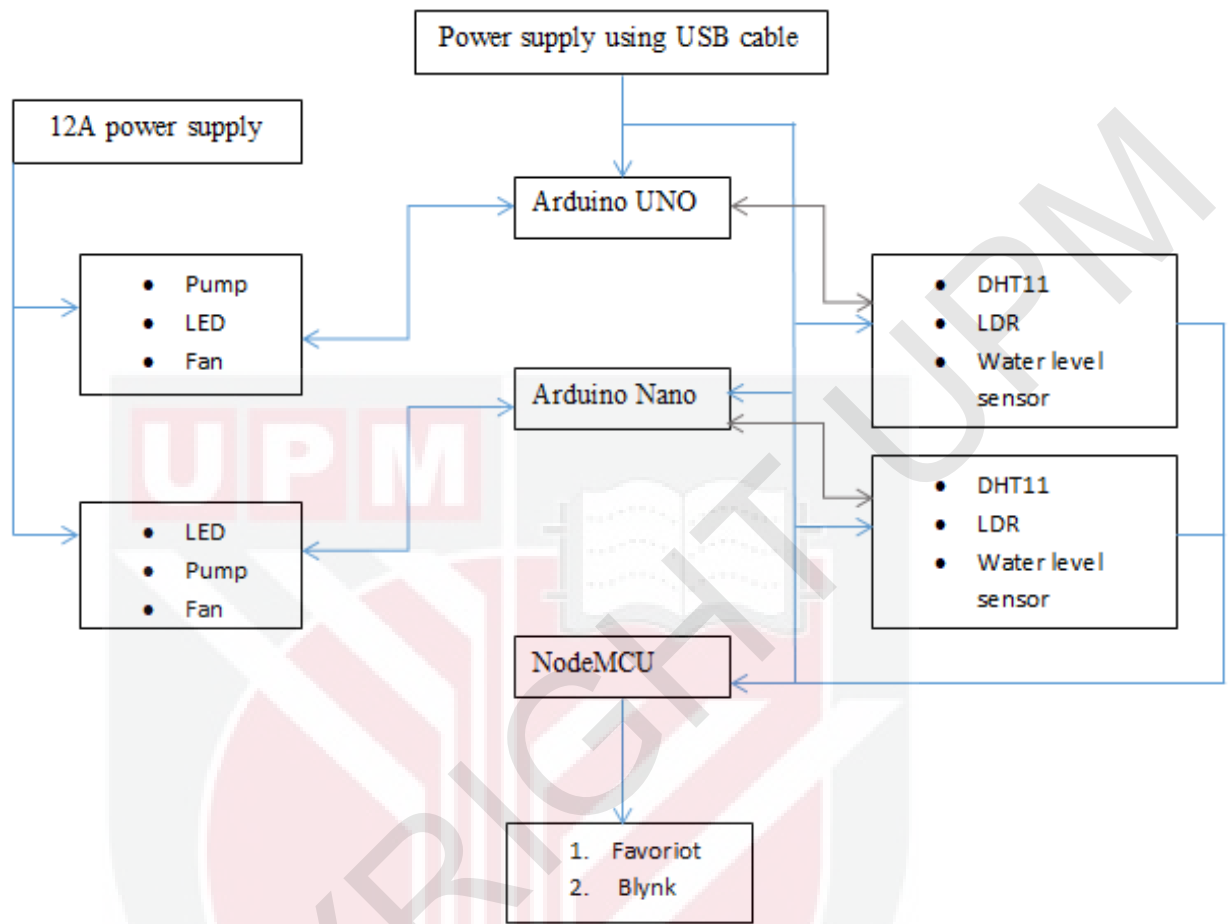 Power supply using USB cable
12A power supply
Arduino UNO
• Pump
• LED
• Fan
• DHT11
• LDR
• Water level
sensor
Arduino Nano
• LED
• Pump
• Fan
• DHT11
• LDR
• Water level
sensor
NodeMCU
1. Favoriot
2. Blynk
UPM
YRIGHT UPM